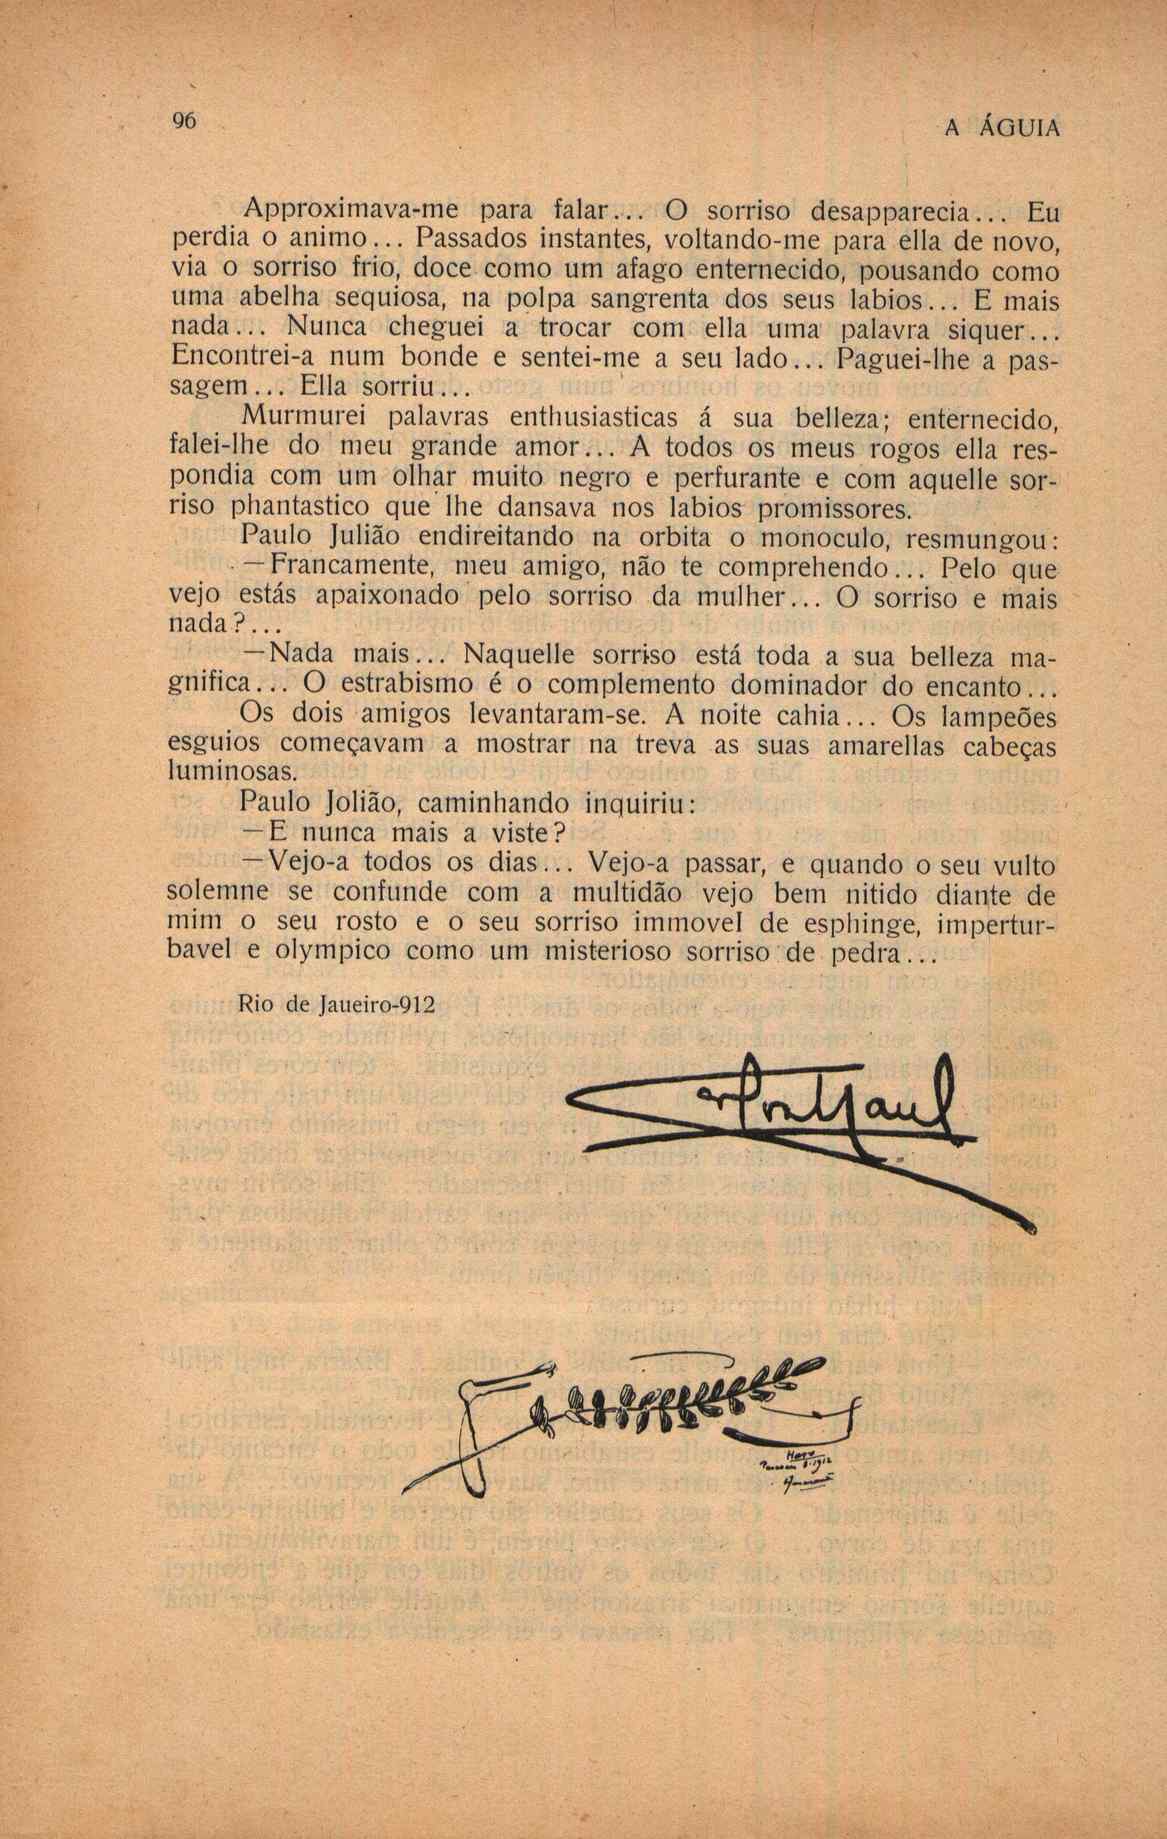 96
A ÁGUIA
Approximava-me para falar... O sorriso desapparecia... Eu
perdia o animo... Passados instantes, voltando-me para ella de novo,
via o sorriso frio, doce como um afago enternecido, pousando como
uma abelha sequiosa, na polpa sangrenta dos seus labios... E mais
nada... Nunca cheguei a trocar com ella uma palavra siquer...
Encontrei-a num bonde e sentei-me a seu lado... Paguei-lhe a pas-
sagem... Ella sorriu...
Murmurei palavras enthusiasticas á sua belleza; enternecido,
falei-lhe do meu grande amor... A todos os meus rogos ella res-
pondia com um olhar muito negro e perfurante e com aquelle sor-
riso phantastico que lhe dansava nos labios promissores.
Paulo Julião endireitando na orbita o monoculo, resmungou:
—Francamente, meu amigo, não te comprehendo... Pelo que
vejo estás apaixonado pelo sorriso da mulher... O sorriso e mais
nada?...
—Nada mais... Naquelle sorriso está toda a sua belleza ma-
gnifica... O estrabismo é o complemento dominador do encanto...
Os dois amigos levantaram-se. A noite cahia... Os lampeões
esguios começavam a mostrar na treva as suas amarellas cabeças
luminosas.
Paulo Jolião, caminhando inquiriu:
—E nunca mais a viste?
—Vejo-a todos os dias... Vejo-a passar, e quando o seu vulto
solemne se confunde com a multidão vejo bem nitido diante de
mim o seu rosto e o seu sorriso immovel de esphinge, impertur-
bavel e olympico como um misterioso sorriso de pedra...
Rio de Jaueiro-912
Maul
1912